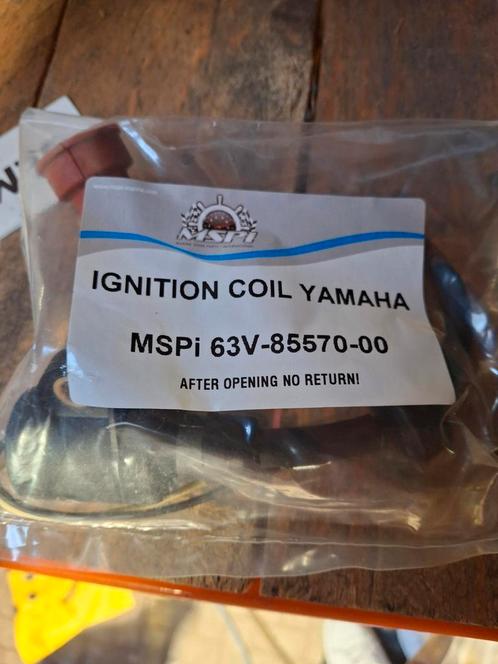 MSPi
IGNITION COIL YAMAHA
MSPi 63V-85570-00
AFTER OPENING NO RETURN!